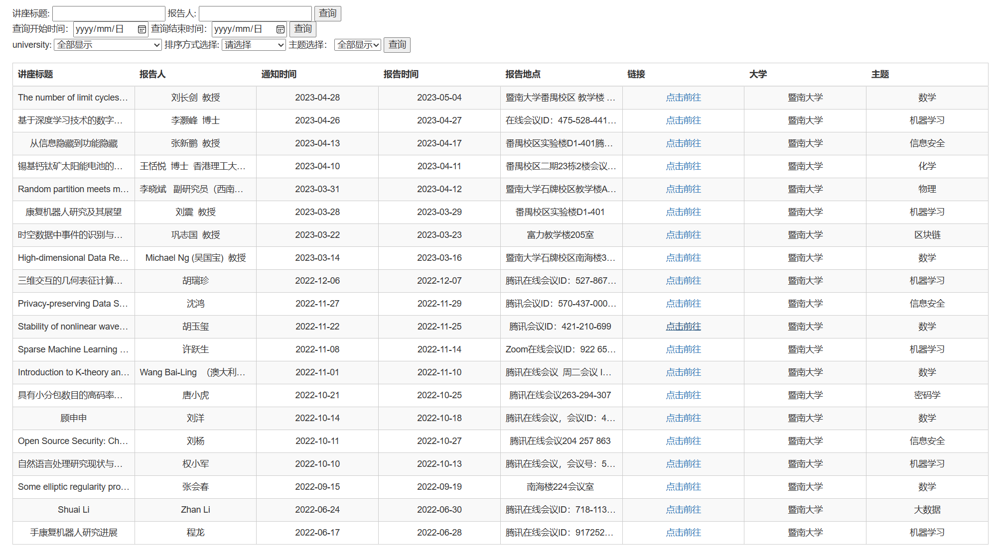 讲座标题: 报告人: 查询
查询开始时间： yyyy/mm/日 查询结束时间： yyyy/mm/日 查询
university: 全部显示 排序方式选择: 请选择 主题选择： 全部显示 查询
讲座标题 报告人 通知时间 报告时间 报告地点 链接 大学 主题
The number of limit cycles… 刘长剑 教授 2023-04-28 2023-05-04 暨南大学番禺校区 教学楼 … 点击前往 暨南大学 数学
基于深度学习技术的数字… 李灏峰 博士 2023-04-26 2023-04-27 在线会议ID：475-528-441… 点击前往 暨南大学 机器学习
从信息隐藏到功能隐藏 张新鹏 教授 2023-04-13 2023-04-17 番禺校区实验楼D1-401腾… 点击前往 暨南大学 信息安全
锡基钙钛矿太阳能电池的… 王恬悦 博士 香港理工大… 2023-04-10 2023-04-11 番禺校区二期23栋2楼会议… 点击前往 暨南大学 化学
Random partition meets m… 李晓斌 副研究员（西南… 2023-03-31 2023-04-12 暨南大学石牌校区教学楼A… 点击前往 暨南大学 物理
康复机器人研究及其展望 刘震 教授 2023-03-28 2023-03-29 番禺校区实验楼D1-401 点击前往 暨南大学 机器学习
时空数据中事件的识别与… 巩志国 教授 2023-03-22 2023-03-23 富力教学楼205室 点击前往 暨南大学 区块链
High-dimensional Data Re… Michael Ng (吴国宝) 教授 2023-03-14 2023-03-16 暨南大学石牌校区南海楼3… 点击前往 暨南大学 数学
三维交互的几何表征计算… 胡瑞珍 2022-12-06 2022-12-07 腾讯在线会议ID：527-867… 点击前往 暨南大学 机器学习
Privacy-preserving Data S… 沈鸿 2022-11-27 2022-11-29 腾讯会议ID：570-437-000… 点击前往 暨南大学 信息安全
Stability of nonlinear wave… 胡玉玺 2022-11-22 2022-11-25 腾讯会议ID：421-210-699 点击前往 暨南大学 数学
Sparse Machine Learning … 许跃生 2022-11-08 2022-11-14 Zoom在线会议ID：922 65… 点击前往 暨南大学 机器学习
Introduction to K-theory an… Wang Bai-Ling （澳大利… 2022-11-01 2022-11-10 腾讯在线会议 周二会议 I… 点击前往 暨南大学 数学
具有小分包数目的高码率… 唐小虎 2022-10-21 2022-10-25 腾讯在线会议263-294-307 点击前往 暨南大学 密码学
顾申申 刘洋 2022-10-14 2022-10-18 腾讯在线会议，会议ID：4… 点击前往 暨南大学 数学
Open Source Security: Ch… 刘杨 2022-10-11 2022-10-27 腾讯在线会议204 257 863 点击前往 暨南大学 信息安全
自然语言处理研究现状与… 权小军 2022-10-10 2022-10-13 腾讯在线会议，会议号：5… 点击前往 暨南大学 机器学习
Some elliptic regularity pro… 张会春 2022-09-15 2022-09-19 南海楼224会议室 点击前往 暨南大学 数学
Shuai Li Zhan Li 2022-06-24 2022-06-30 腾讯在线会议ID：718-113… 点击前往 暨南大学 大数据
手康复机器人研究进展 程龙 2022-06-17 2022-06-28 腾讯在线会议ID：917252… 点击前往 暨南大学 机器学习